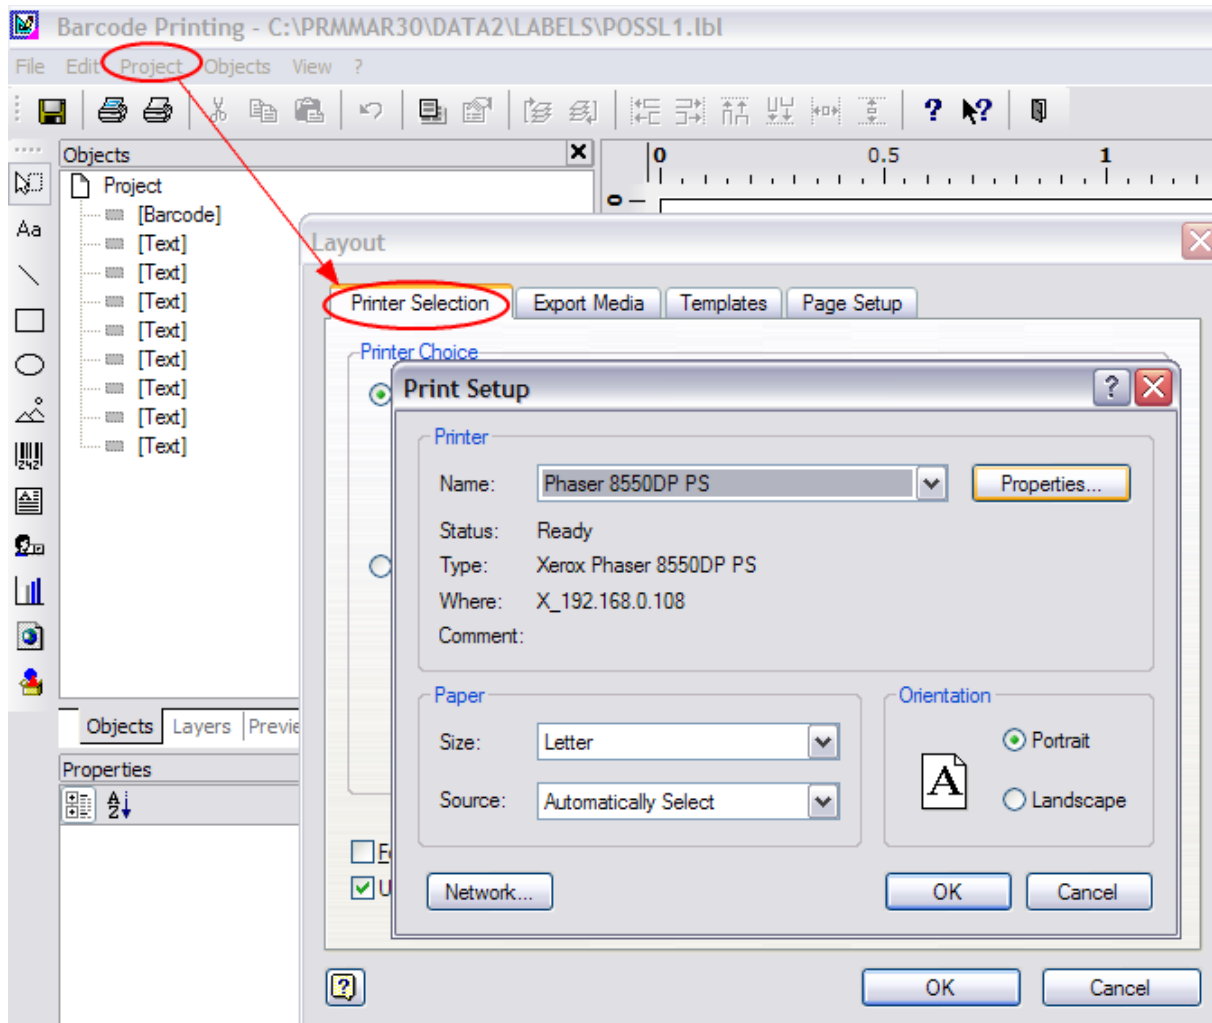 Barcode Printing - C:\PRMMAR30\DATA2\LABELS\POSSL1.lbl
File Edit Project Objects View ?
Objects
0 0.5 1
0
Project
[Barcode]
[Text]
[Text]
[Text]
[Text]
[Text]
[Text]
[Text]
[Text]
Aa
Layout
Printer Selection Export Media Templates Page Setup
Printer Choice
Print Setup
Printer
Name: Phaser 8550DP PS Properties...
Status: Ready
Type: Xerox Phaser 8550DP PS
Where: X_192.168.0.108
Comment:
Paper Orientation
Size: Letter
Source: Automatically Select
A
Portrait
Landscape
Network... OK Cancel
Objects Layers
Properties
U
OK Cancel